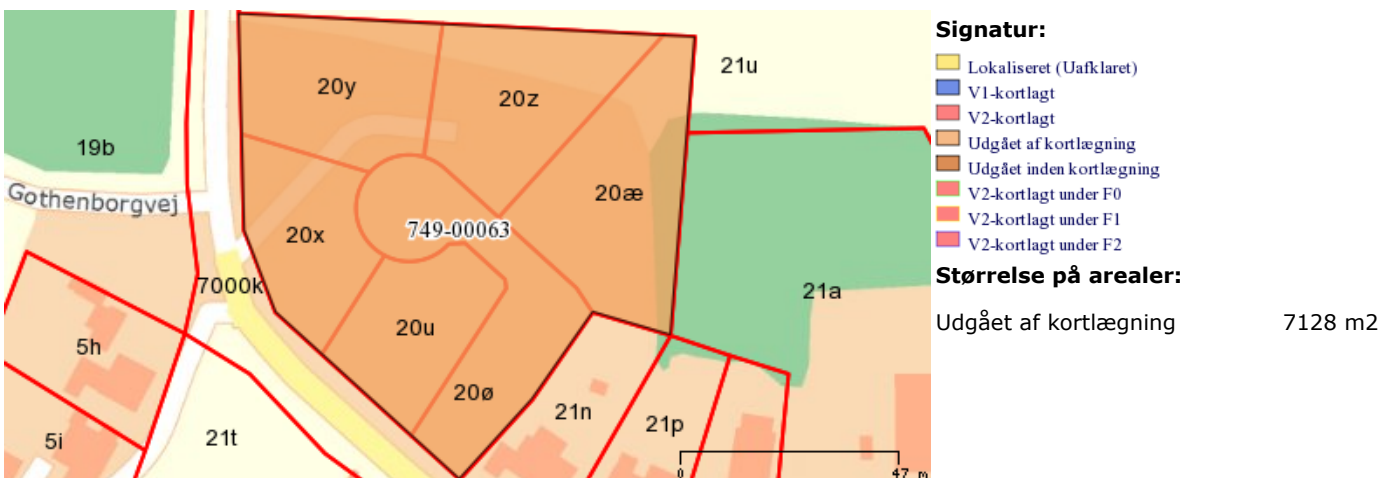 21u
20y
20z
19b
20æ
Gothenborgvej
749-00063
20x
7000k
21a
20u
5h
20ø
21n
21p
5i
21t
0
47 m
Signatur:
Lokaliseret (Uafklaret)
V1-kortlagt
V2-kortlagt
Udgået af kortlægning
Udgået inden kortlægning
V2-kortlagt under F0
V2-kortlagt under F1
V2-kortlagt under F2
Størrelse på arealer:
Udgået af kortlægning 7128 m2